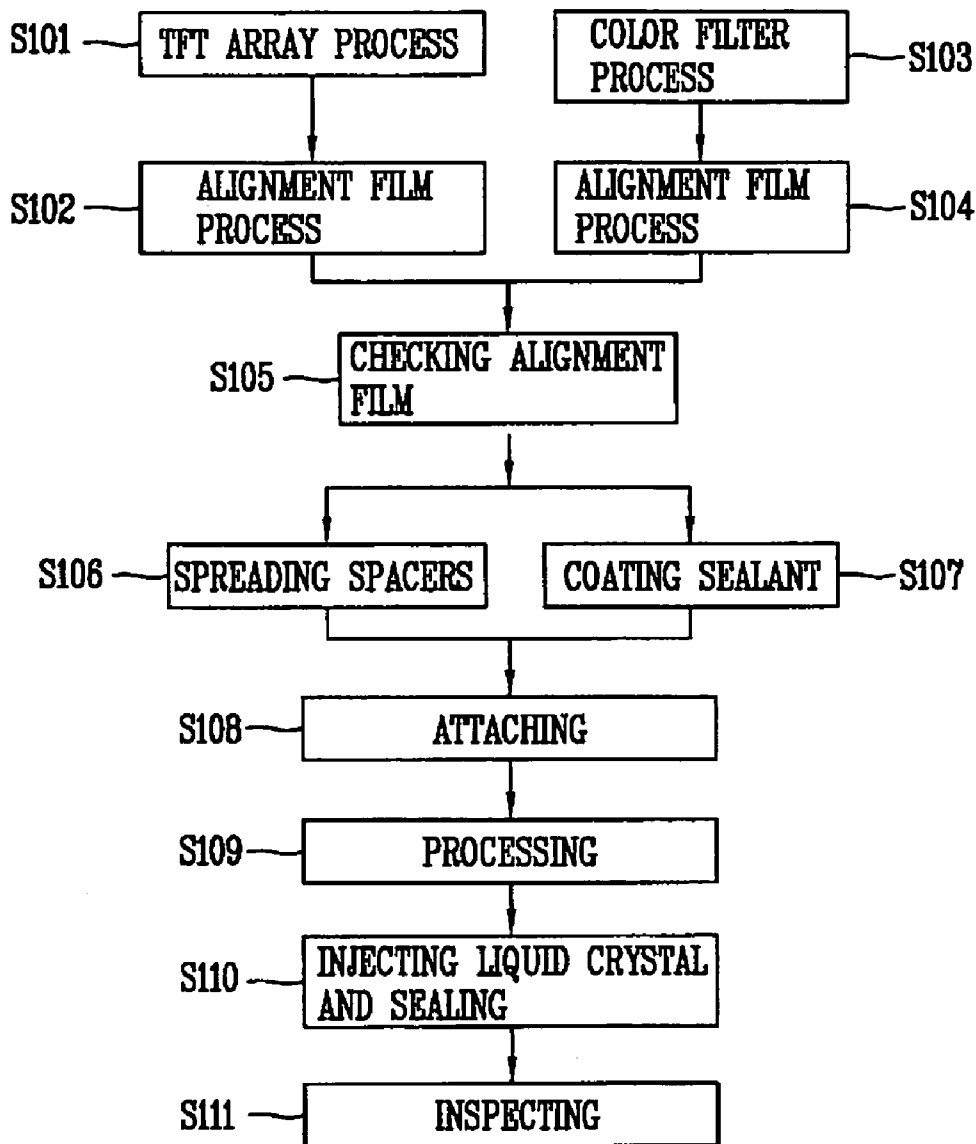 S101
TFT ARRAY PROCESS
COLOR FILTER
PROCESS
S103
S102
ALIGNMENT FILM
PROCESS
ALIGNMENT FILM
PROCESS
S104
S105
CHECKING ALIGNMENT
FILM
S106
SPREADING SPACERS
COATING SEALANT
S107
S108
ATTACHING
S109
PROCESSING
S110
INJECTING LIQUID CRYSTAL
AND SEALING
S111
INSPECTING